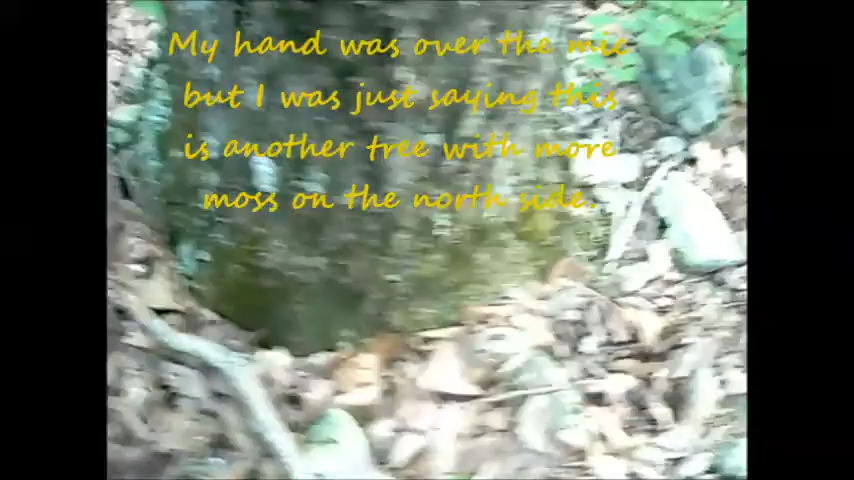 My hand was over the mic
but I was just saying this
is another tree with more
moss on the north side.